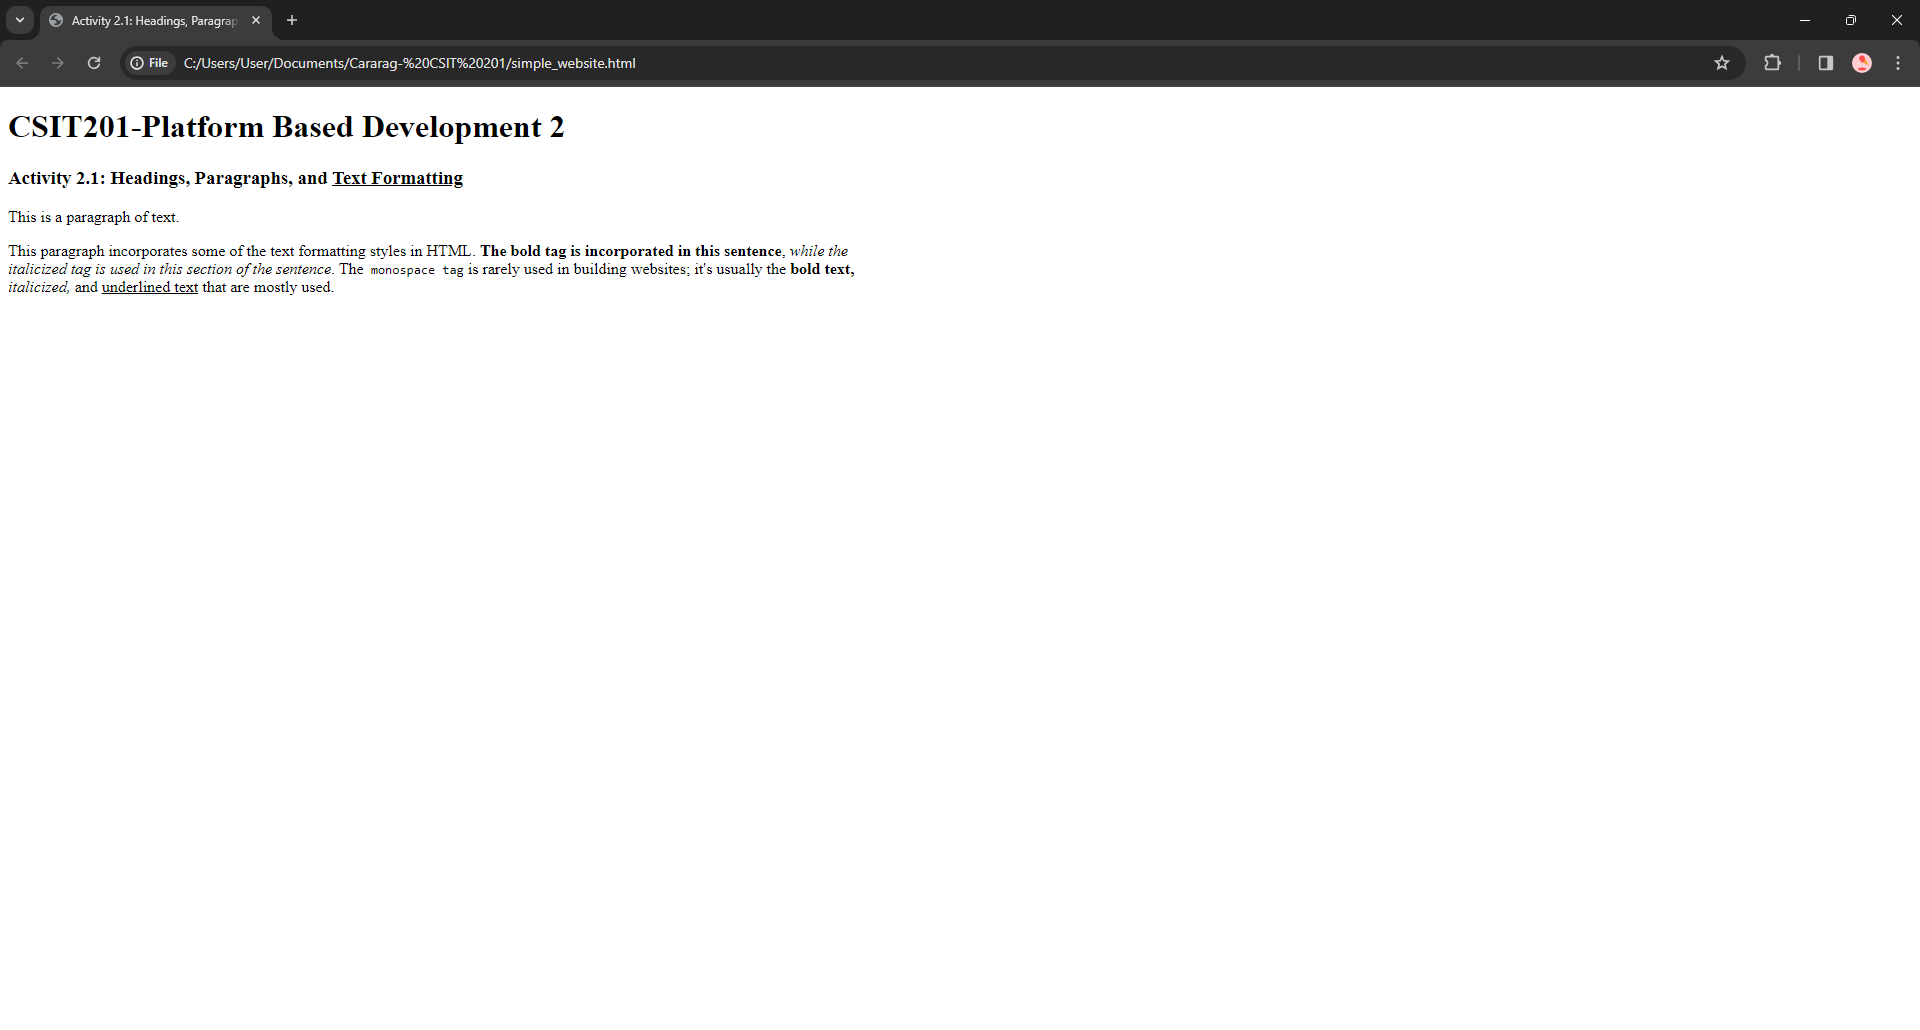 Activity 2.1: Headings, Paragrap
File C:/Users/User/Documents/Cararag-%20CSIT%20201/simple_website.html
CSIT201-Platform Based Development 2
Activity 2.1: Headings, Paragraphs, and Text Formatting
This is a paragraph of text.
This paragraph incorporates some of the text formatting styles in HTML. The bold tag is incorporated in this sentence, while the
italicized tag is used in this section of the sentence. The monospace tag is rarely used in building websites; it's usually the bold text,
italicized, and underlined text that are mostly used.